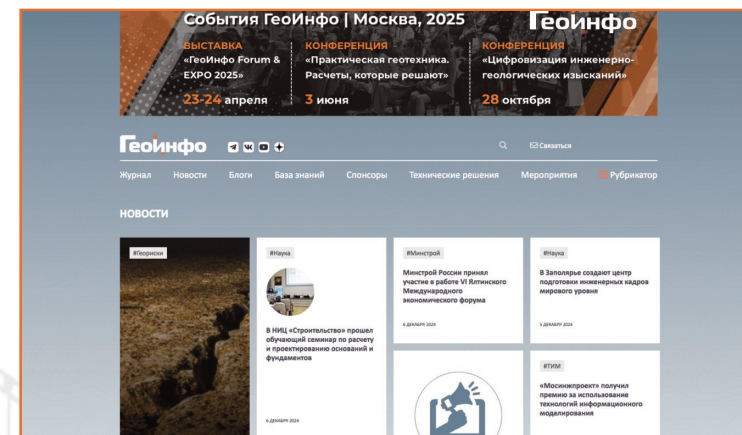 События ГеоИнфо | Москва, 2025
Геоинфо
ВЫСТАВКА
«ГеоИнфо Forum &
EXPO 2025»
23-24 апреля
КОНФЕРЕНЦИЯ
«Практическая геотехника.
Расчеты, которые решают»
3 июня
КОНФЕРЕНЦИЯ
«Цифровизация инженерно-
геологических изысканий»
28 октября
Геоинфо
Связаться
Журнал Новости Блоги База знаний Спонсоры Технические решения Мероприятия Рубрикатор
НОВОСТИ
#Георииски
#Наука
В НИЦ «Строительство» прошел
обучающий семинар по расчету
и проектированию оснований и
фундаментов
6 ДЕКАБРЯ 2024
#Минстрой
Минстрой России принял
участие в работе VI Ялтинского
Международного
экономического форума
6 ДЕКАБРЯ 2024
#Наука
В Заполярье создают центр
подготовки инженерных кадров
мирового уровня
5 ДЕКАБРЯ 2024
#ТИМ
«Мосинжпроект» получил
премию за использование
технологий информационного
моделирования